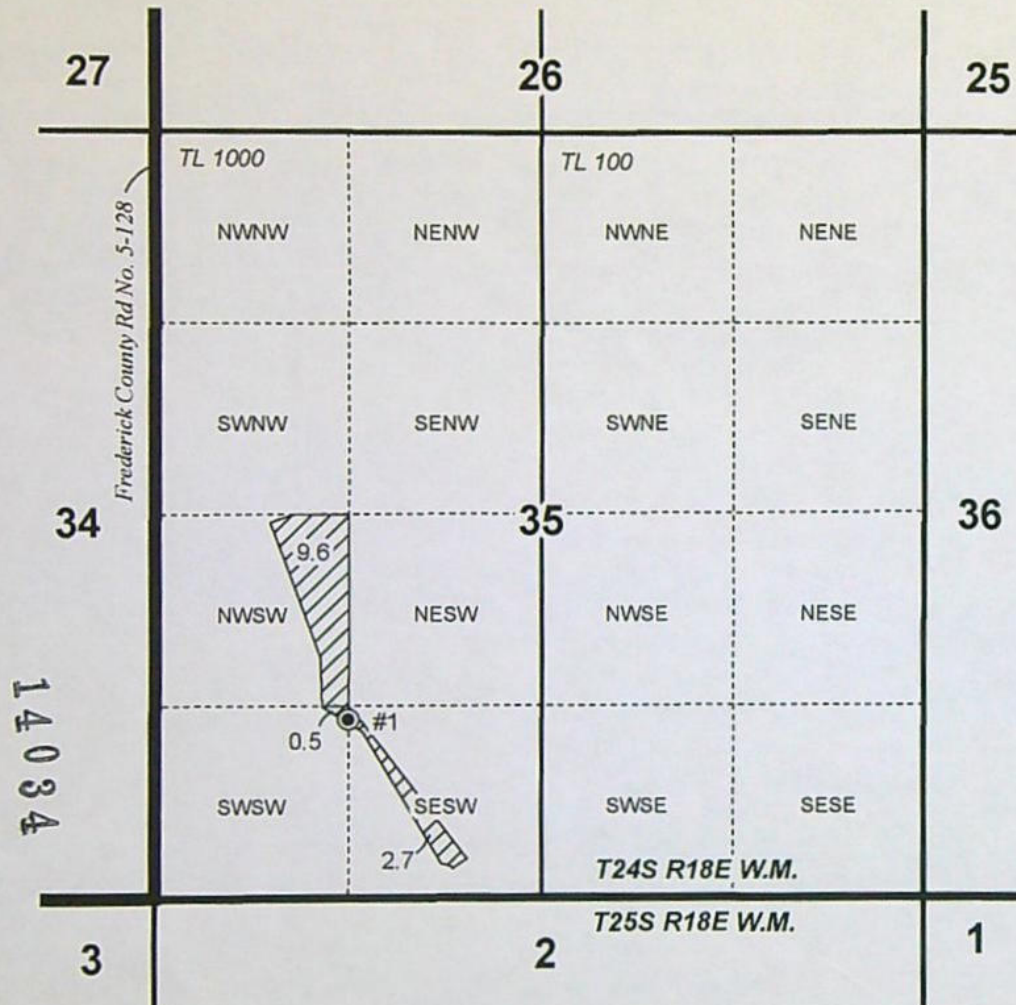 27
26
25
TL 1000
TL 100
Frederick County Rd No. 5-128
NWNW
NENW
NWNE
NENE
SWNW
SENW
SWNE
SENE
34
35
36
9.6
NWSW
NESW
NWSE
NESE
14034
0.5
#1
SWSW
SESW
SWSE
SESE
2.7
T24S R18E W.M.
T25S R18E W.M.
3
2
1